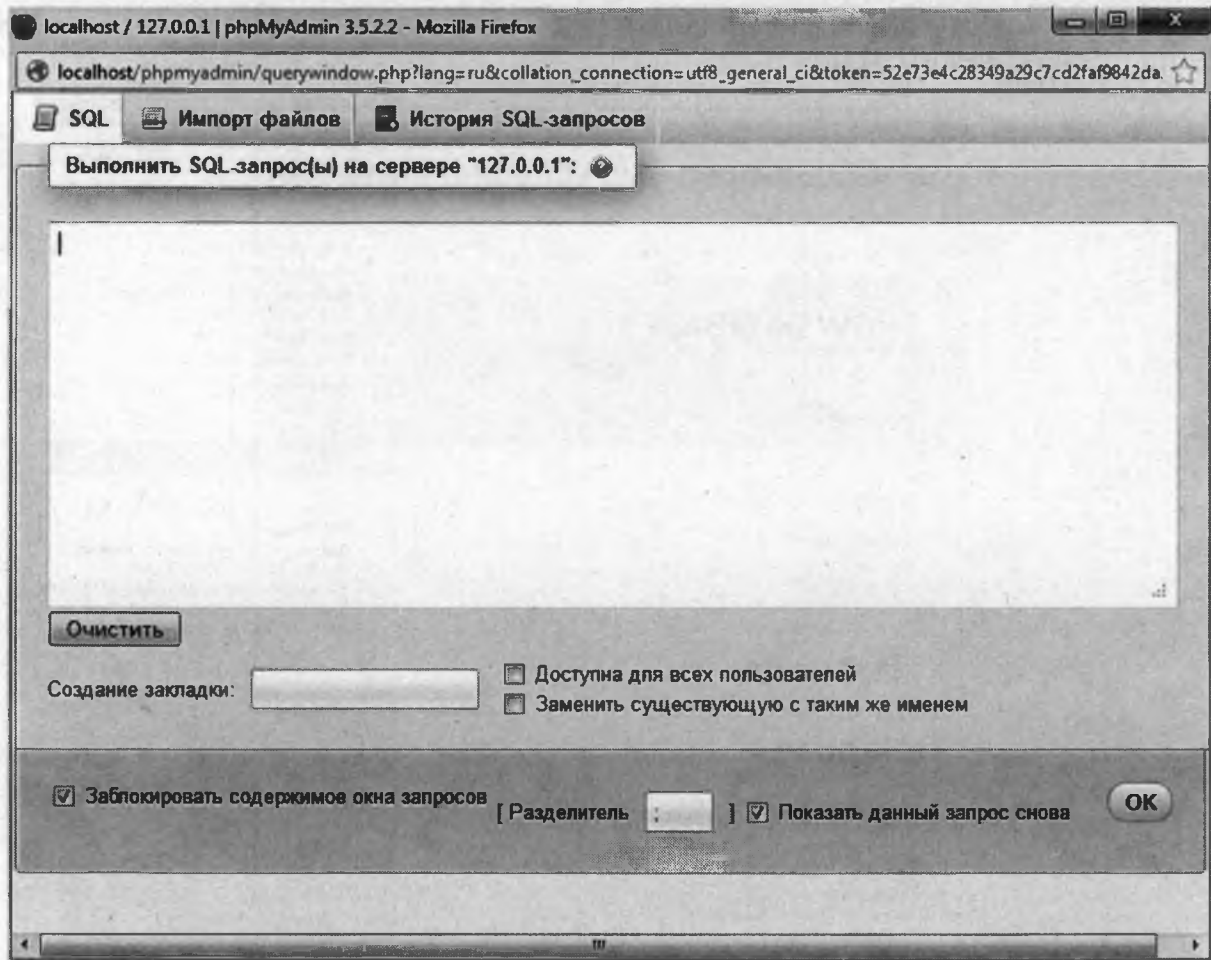 localhost / 127.0.0.1 | phpMyAdmin 3.5.2.2 - Mozilla Firefox
localhost/phpmyadmin/querywindow.php?lang=ru&collation_connection=utf8_general_ci&token=52e73e4c28349a29c7cd2faf9842da.
SQL Импорт файлов История SQL-запросов
Выполнить SQL-запрос(ы) на сервере "127.0.0.1":
Очистить
Создание закладки:
Доступна для всех пользователей
Заменить существующую с таким же именем
Заблокировать содержимое окна запросов [ Разделитель ; ] Показать данный запрос снова OK